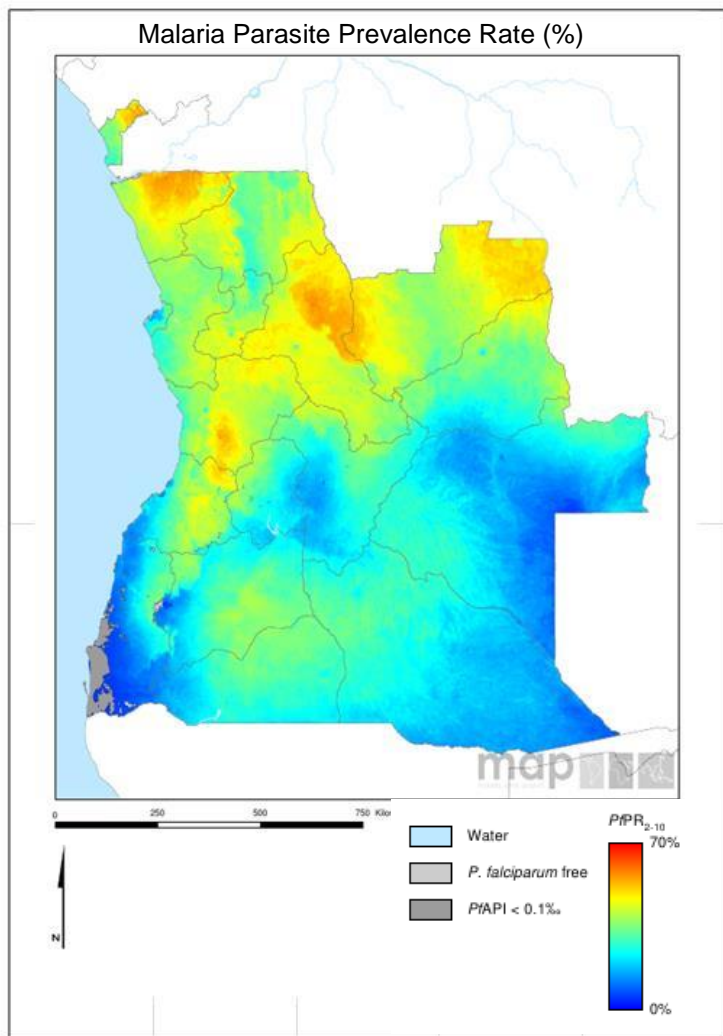 Malaria Parasite Prevalence Rate (%)
map
0 250 500 750
Water
P. falciparum free
PfAPI < 0.1‰
PfPR2-10
70%
0%
N